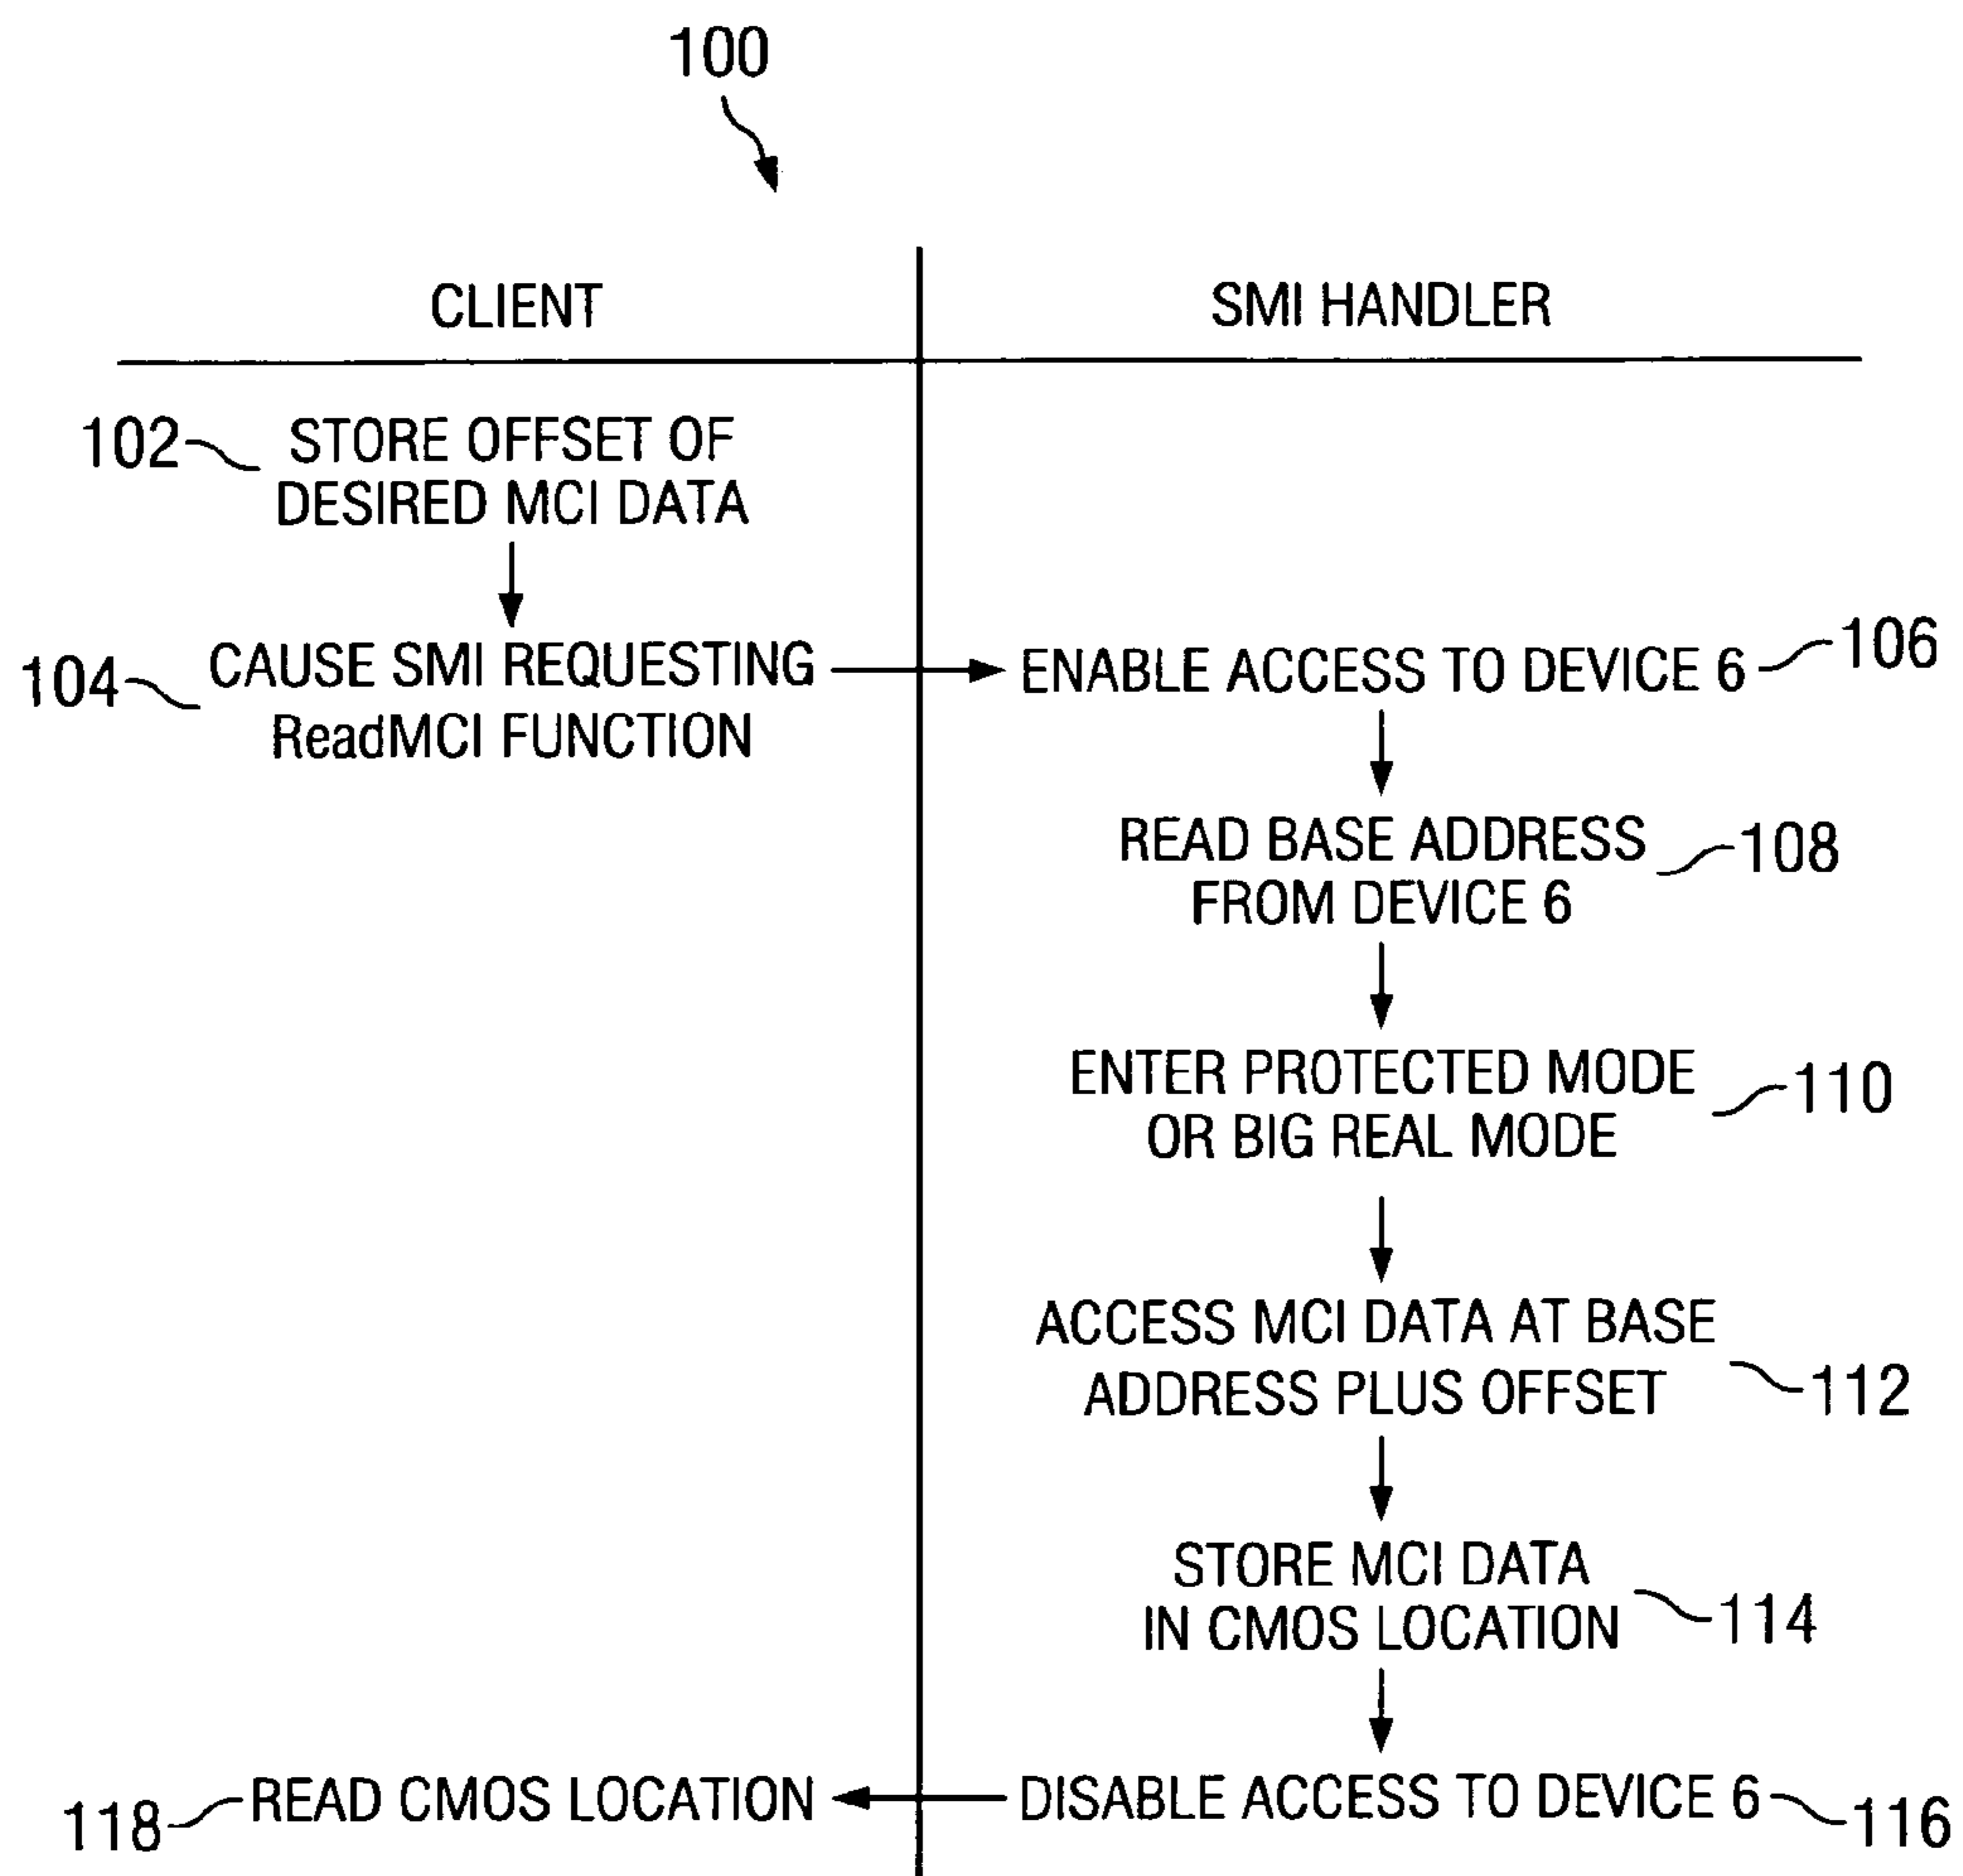 100
CLIENT
SMI HANDLER
102
STORE OFFSET OF
DESIRED MCI DATA
104
CAUSE SMI REQUESTING
ReadMCI FUNCTION
ENABLE ACCESS TO DEVICE 6
106
READ BASE ADDRESS
FROM DEVICE 6
108
ENTER PROTECTED MODE
OR BIG REAL MODE
110
ACCESS MCI DATA AT BASE
ADDRESS PLUS OFFSET
112
STORE MCI DATA
IN CMOS LOCATION
114
DISABLE ACCESS TO DEVICE 6
116
118
READ CMOS LOCATION